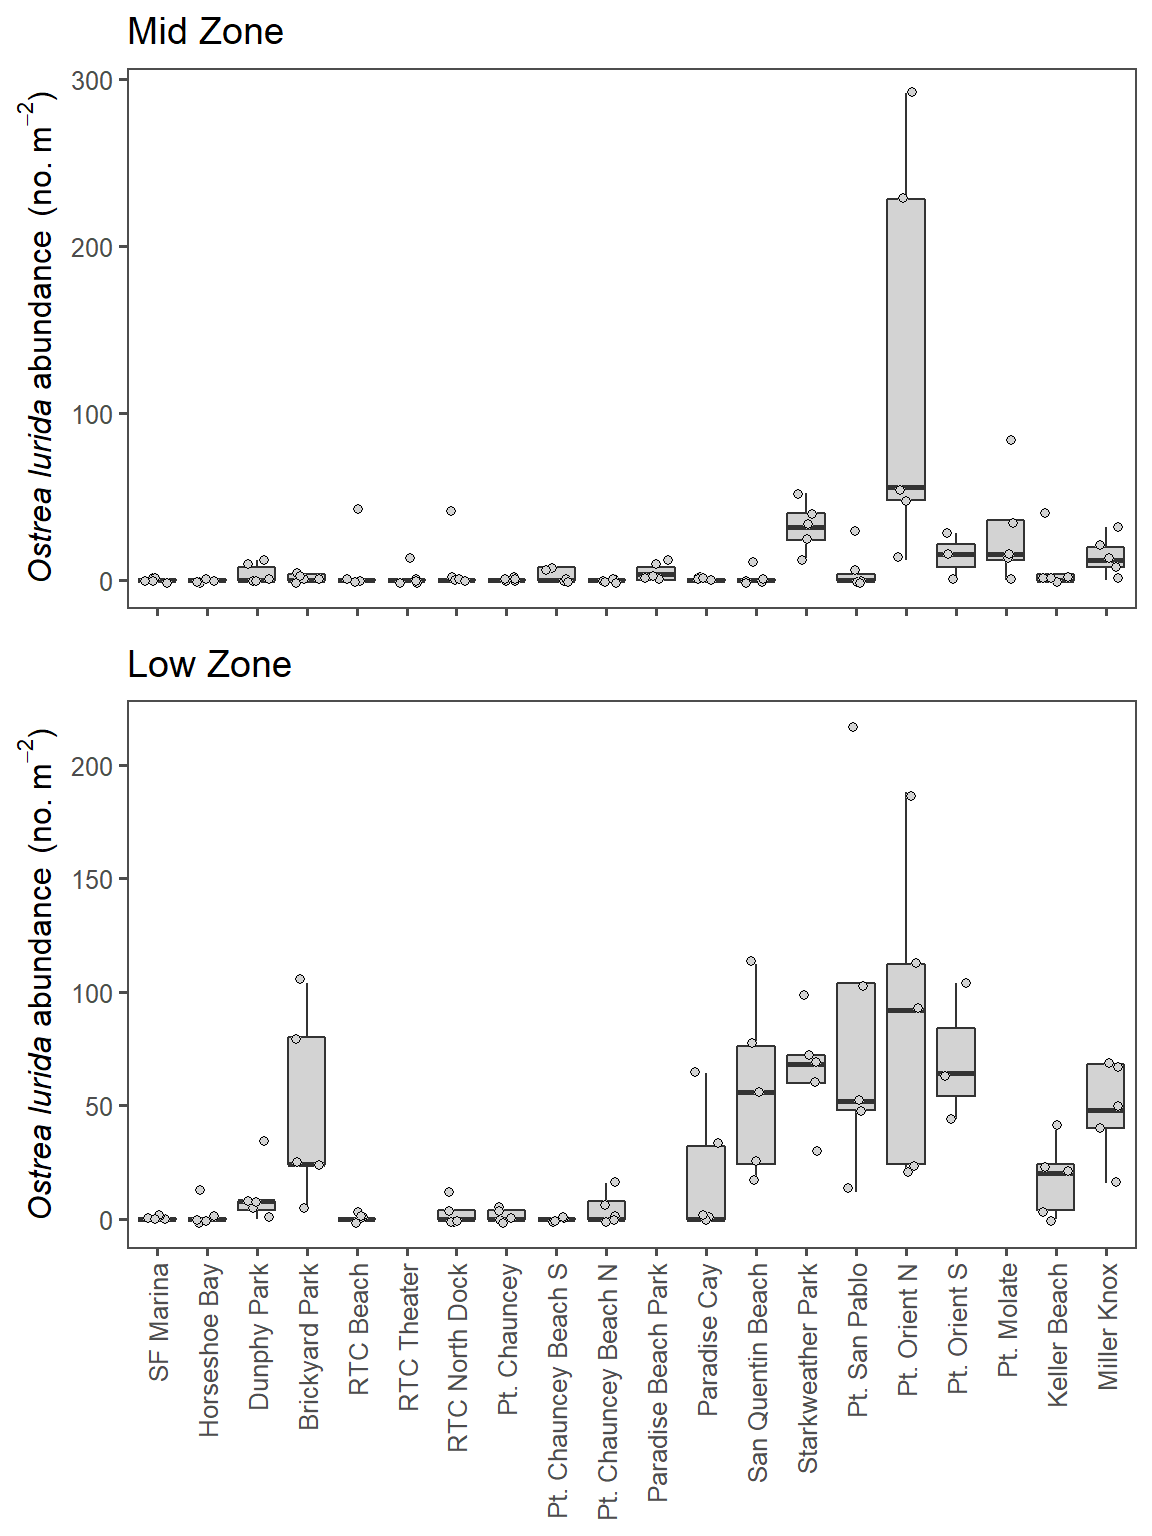 Mid Zone
Ostrea lurida abundance (no. m⁻²)
300
200
100
0
Low Zone
Ostrea lurida abundance (no. m⁻²)
200
150
100
50
0
SF Marina
Horseshoe Bay
Dunphy Park
Brickyard Park
RTC Beach
RTC Theater
RTC North Dock
Pt. Chauncey
Pt. Chauncey Beach S
Pt. Chauncey Beach N
Paradise Beach Park
Paradise Cay
San Quentin Beach
Starkweather Park
Pt. San Pablo
Pt. Orient N
Pt. Orient S
Pt. Molate
Keller Beach
Miller Knox